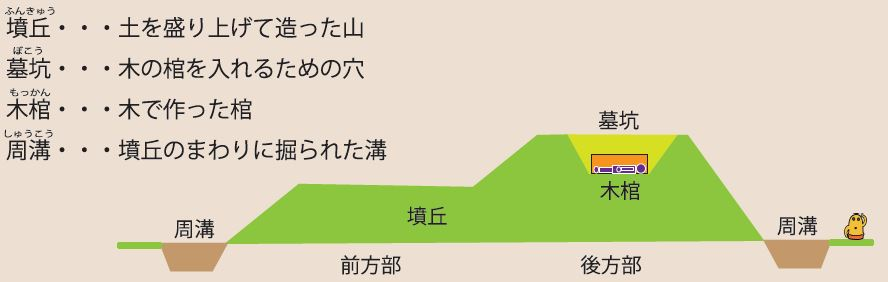 ふんきゅう
墳丘・・・土を盛り上げて造った山
ぼこう
墓坑・・・木の棺を入れるための穴
もっかん
木棺・・・木で作った棺
しゅうこう
周溝・・・墳丘のまわりに掘られた溝
墓坑
木棺
墳丘
周溝
周溝
前方部
後方部